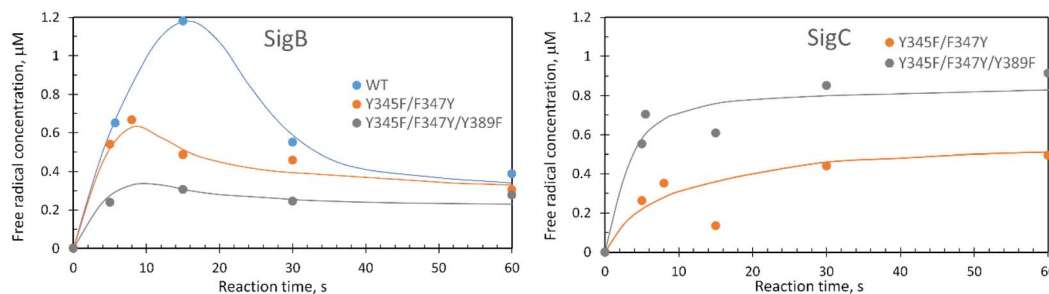 SigB
Free radical concentration, µM
1.2
1
0.8
0.6
0.4
0.2
0
WT
Y345F/F347Y
Y345F/F347Y/Y389F
0 10 20 30 40 50 60
Reaction time, s
SigC
Free radical concentration, µM
1.2
1
0.8
0.6
0.4
0.2
0
Y345F/F347Y
Y345F/F347Y/Y389F
0 10 20 30 40 50 60
Reaction time, s